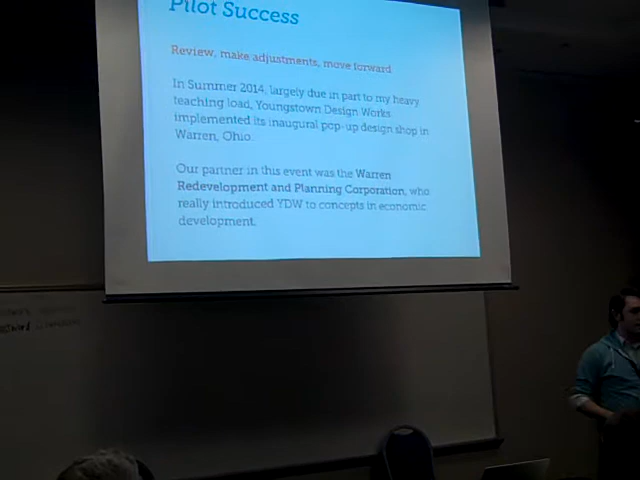 Pilot Success
Review, make adjustments, move forward
In Summer 2014, largely due in part to my heavy
teaching load, Youngstown Design Works
implemented its inaugural pop-up design shop in
Warren, Ohio.
Our partner in this event was the Warren
Redevelopment and Planning Corporation, who
really introduced YDW to concepts in economic
development.